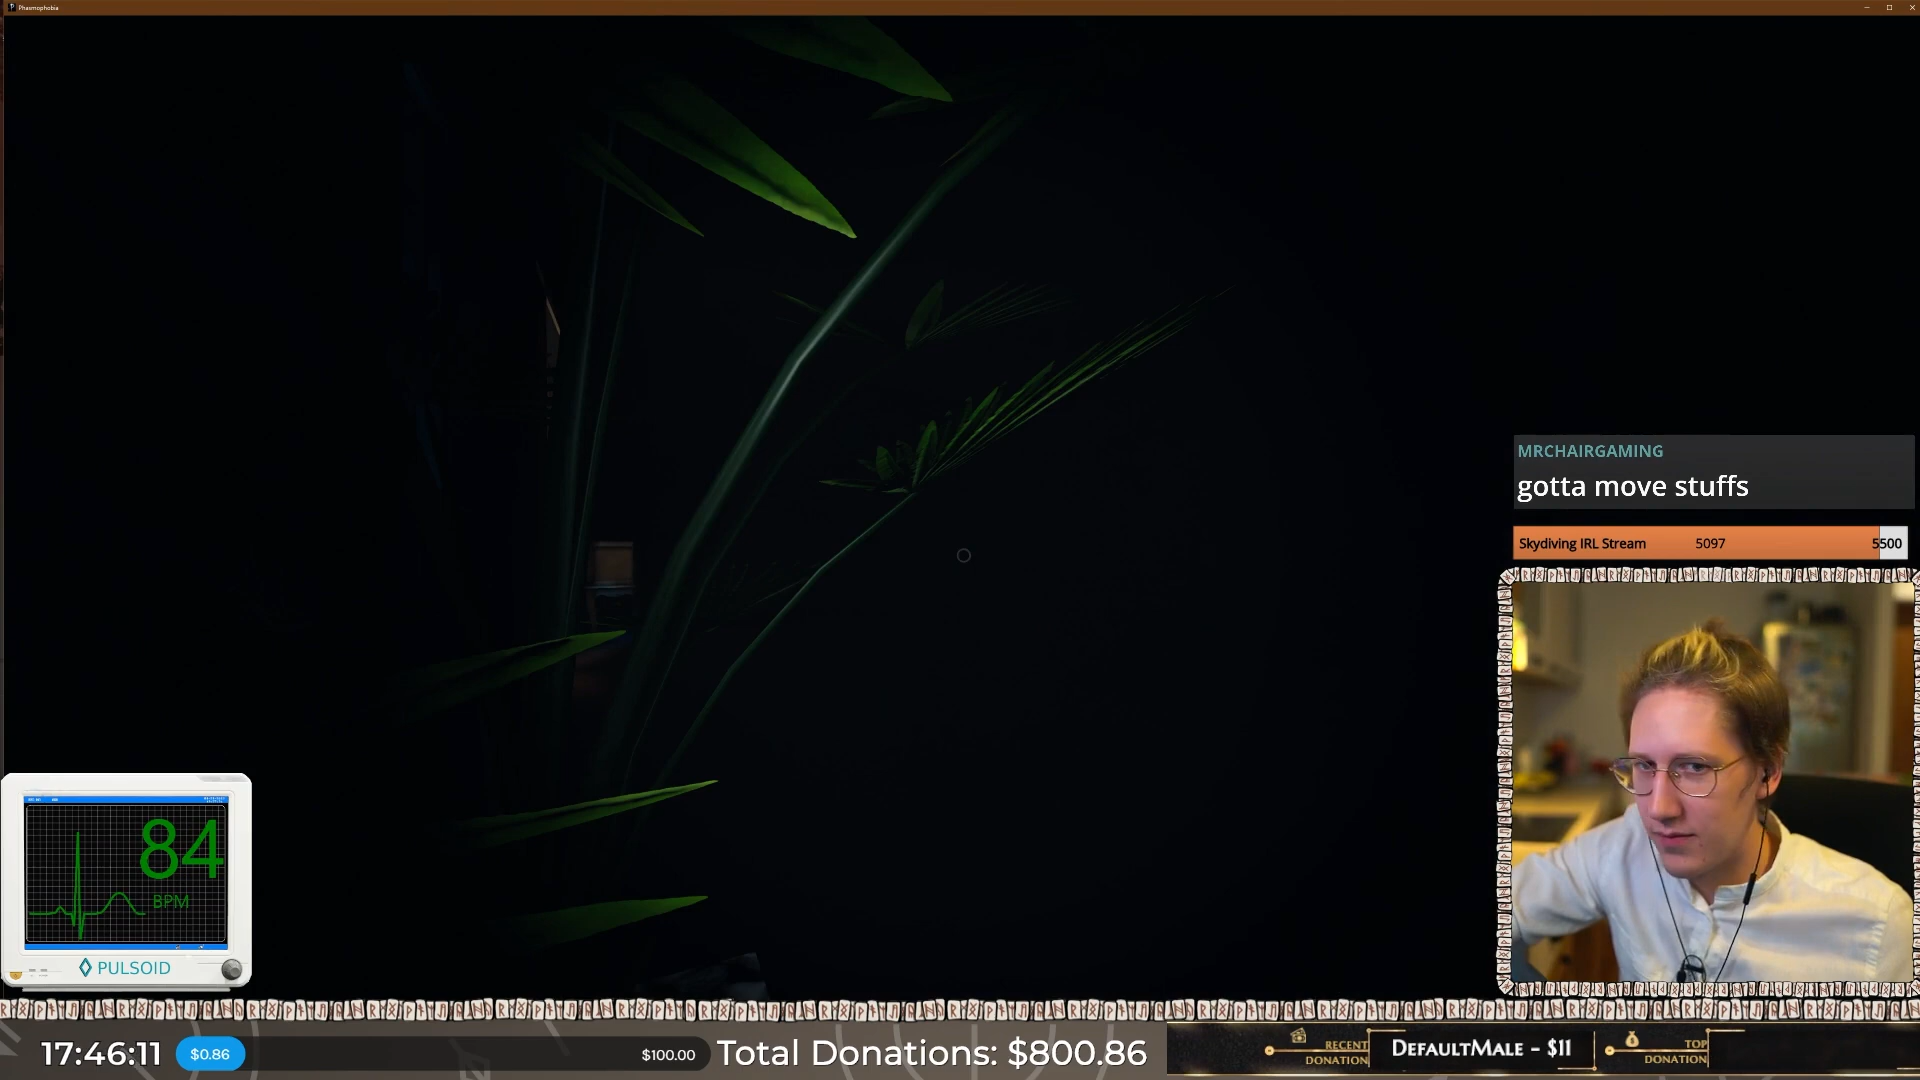 Phasmophobia
MRCHAIRGAMING
gotta move stuffs
Skydiving IRL Stream 5097 5500
84
BPM
PULSOID
17:46:11 $0.86 $100.00 Total Donations: $800.86
RECENT DONATION
DEFAULTMALE - $11
TOP DONATION